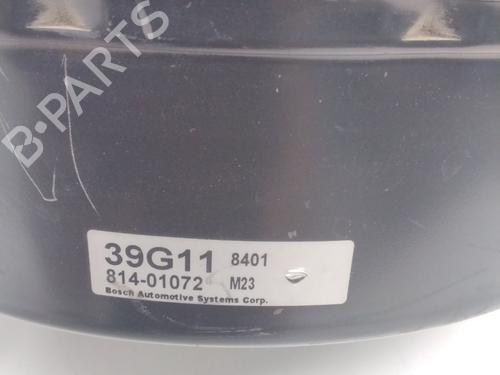 B-PARTS
39G11 8401
814-01072 M23
Bosch Automotive Systems Corp.